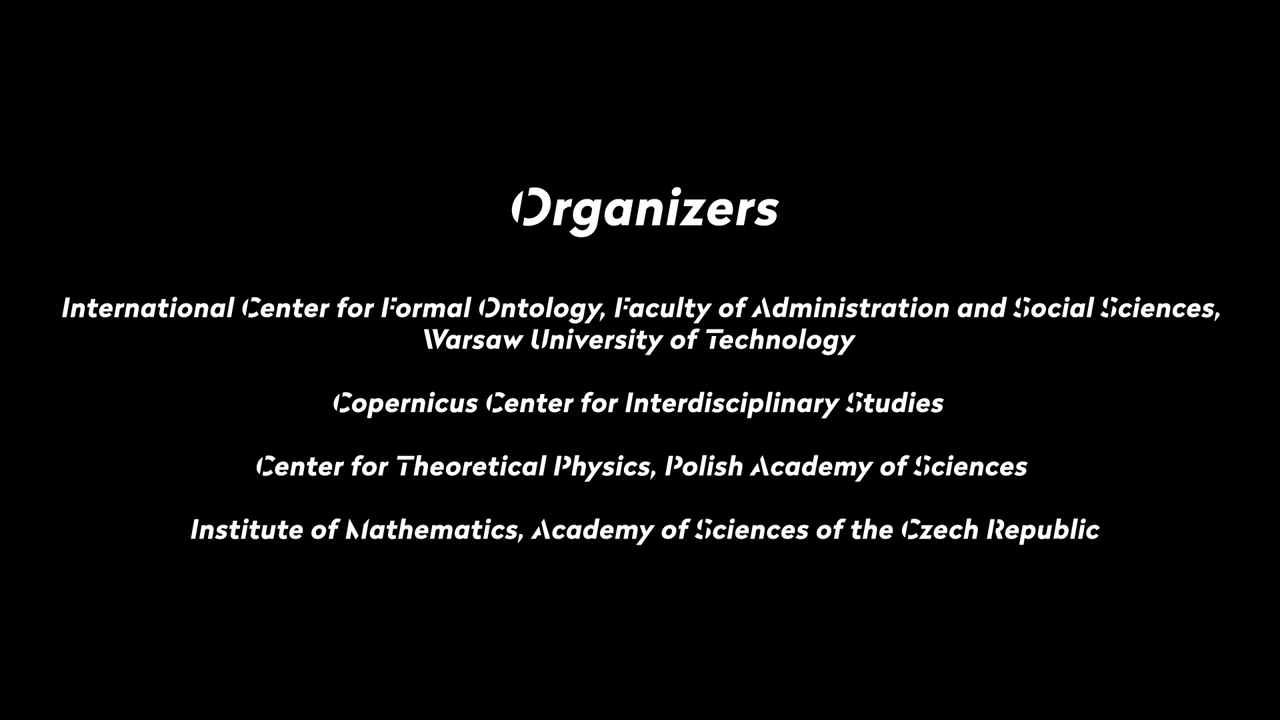 Organizers
International Center for Formal Ontology, Faculty of Administration and Social Sciences,
Warsaw University of Technology
Copernicus Center for Interdisciplinary Studies
Center for Theoretical Physics, Polish Academy of Sciences
Institute of Mathematics, Academy of Sciences of the Czech Republic